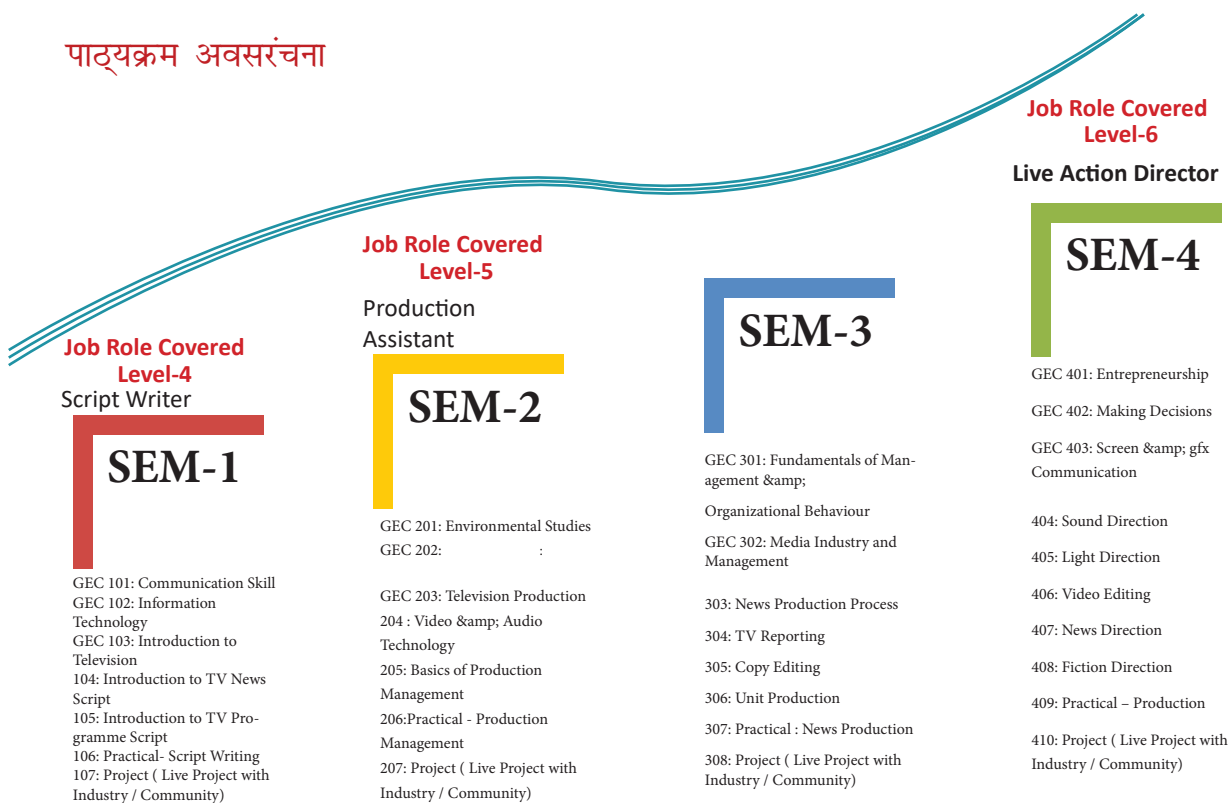 पाठ्यक्रम अवसरंचना
Job Role Covered
Level-4
Script Writer
SEM-1
GEC 101: Communication Skill
GEC 102: Information
Technology
GEC 103: Introduction to
Television
104: Introduction to TV News
Script
105: Introduction to TV Pro-
gramme Script
106: Practical- Script Writing
107: Project ( Live Project with
Industry / Community)
Job Role Covered
Level-5
Production
Assistant
SEM-2
GEC 201: Environmental Studies
GEC 202: :
GEC 203: Television Production
204 : Video &amp; Audio
Technology
205: Basics of Production
Management
206:Practical - Production
Management
207: Project ( Live Project with
Industry / Community)
SEM-3
GEC 301: Fundamentals of Man-
agement &amp;
Organizational Behaviour
GEC 302: Media Industry and
Management
303: News Production Process
304: TV Reporting
305: Copy Editing
306: Unit Production
307: Practical : News Production
308: Project ( Live Project with
Industry / Community)
Job Role Covered
Level-6
Live Action Director
SEM-4
GEC 401: Entrepreneurship
GEC 402: Making Decisions
GEC 403: Screen &amp; gfx
Communication
404: Sound Direction
405: Light Direction
406: Video Editing
407: News Direction
408: Fiction Direction
409: Practical – Production
410: Project ( Live Project with
Industry / Community)